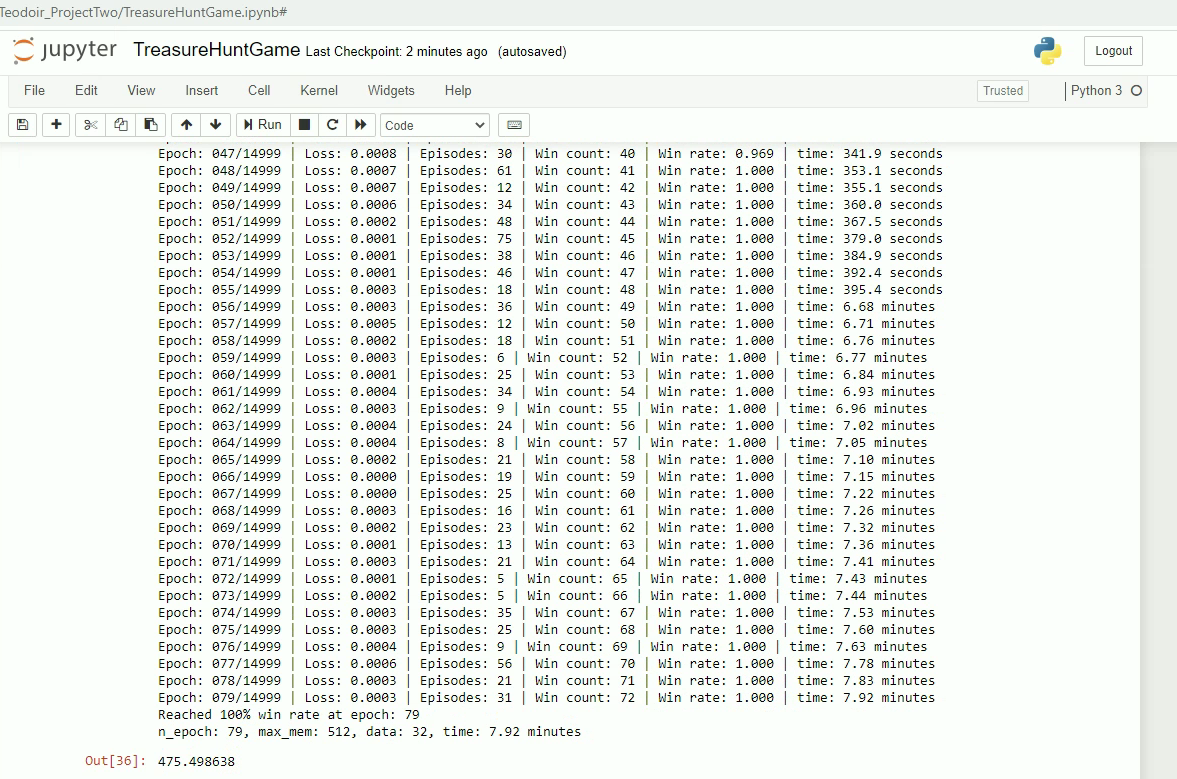 Teodoir_ProjectTwo/TreasureHuntGame.ipynb#
jupyter TreasureHuntGame Last Checkpoint: 2 minutes ago (autosaved) Logout
File Edit View Insert Cell Kernel Widgets Help Trusted Python 3
Run Code
Epoch: 047/14999 | Loss: 0.0008 | Episodes: 30 | Win count: 40 | Win rate: 0.969 | time: 341.9 seconds
Epoch: 048/14999 | Loss: 0.0007 | Episodes: 61 | Win count: 41 | Win rate: 1.000 | time: 353.1 seconds
Epoch: 049/14999 | Loss: 0.0007 | Episodes: 12 | Win count: 42 | Win rate: 1.000 | time: 355.1 seconds
Epoch: 050/14999 | Loss: 0.0006 | Episodes: 34 | Win count: 43 | Win rate: 1.000 | time: 360.0 seconds
Epoch: 051/14999 | Loss: 0.0002 | Episodes: 48 | Win count: 44 | Win rate: 1.000 | time: 367.5 seconds
Epoch: 052/14999 | Loss: 0.0001 | Episodes: 75 | Win count: 45 | Win rate: 1.000 | time: 379.0 seconds
Epoch: 053/14999 | Loss: 0.0001 | Episodes: 38 | Win count: 46 | Win rate: 1.000 | time: 384.9 seconds
Epoch: 054/14999 | Loss: 0.0001 | Episodes: 46 | Win count: 47 | Win rate: 1.000 | time: 392.4 seconds
Epoch: 055/14999 | Loss: 0.0003 | Episodes: 18 | Win count: 48 | Win rate: 1.000 | time: 395.4 seconds
Epoch: 056/14999 | Loss: 0.0003 | Episodes: 36 | Win count: 49 | Win rate: 1.000 | time: 6.68 minutes
Epoch: 057/14999 | Loss: 0.0005 | Episodes: 12 | Win count: 50 | Win rate: 1.000 | time: 6.71 minutes
Epoch: 058/14999 | Loss: 0.0002 | Episodes: 18 | Win count: 51 | Win rate: 1.000 | time: 6.76 minutes
Epoch: 059/14999 | Loss: 0.0003 | Episodes: 6 | Win count: 52 | Win rate: 1.000 | time: 6.77 minutes
Epoch: 060/14999 | Loss: 0.0001 | Episodes: 25 | Win count: 53 | Win rate: 1.000 | time: 6.84 minutes
Epoch: 061/14999 | Loss: 0.0004 | Episodes: 34 | Win count: 54 | Win rate: 1.000 | time: 6.93 minutes
Epoch: 062/14999 | Loss: 0.0003 | Episodes: 9 | Win count: 55 | Win rate: 1.000 | time: 6.96 minutes
Epoch: 063/14999 | Loss: 0.0004 | Episodes: 24 | Win count: 56 | Win rate: 1.000 | time: 7.02 minutes
Epoch: 064/14999 | Loss: 0.0004 | Episodes: 8 | Win count: 57 | Win rate: 1.000 | time: 7.05 minutes
Epoch: 065/14999 | Loss: 0.0002 | Episodes: 21 | Win count: 58 | Win rate: 1.000 | time: 7.10 minutes
Epoch: 066/14999 | Loss: 0.0000 | Episodes: 19 | Win count: 59 | Win rate: 1.000 | time: 7.15 minutes
Epoch: 067/14999 | Loss: 0.0000 | Episodes: 25 | Win count: 60 | Win rate: 1.000 | time: 7.22 minutes
Epoch: 068/14999 | Loss: 0.0003 | Episodes: 16 | Win count: 61 | Win rate: 1.000 | time: 7.26 minutes
Epoch: 069/14999 | Loss: 0.0002 | Episodes: 23 | Win count: 62 | Win rate: 1.000 | time: 7.32 minutes
Epoch: 070/14999 | Loss: 0.0001 | Episodes: 13 | Win count: 63 | Win rate: 1.000 | time: 7.36 minutes
Epoch: 071/14999 | Loss: 0.0003 | Episodes: 21 | Win count: 64 | Win rate: 1.000 | time: 7.41 minutes
Epoch: 072/14999 | Loss: 0.0001 | Episodes: 5 | Win count: 65 | Win rate: 1.000 | time: 7.43 minutes
Epoch: 073/14999 | Loss: 0.0002 | Episodes: 5 | Win count: 66 | Win rate: 1.000 | time: 7.44 minutes
Epoch: 074/14999 | Loss: 0.0003 | Episodes: 35 | Win count: 67 | Win rate: 1.000 | time: 7.53 minutes
Epoch: 075/14999 | Loss: 0.0003 | Episodes: 25 | Win count: 68 | Win rate: 1.000 | time: 7.60 minutes
Epoch: 076/14999 | Loss: 0.0004 | Episodes: 9 | Win count: 69 | Win rate: 1.000 | time: 7.63 minutes
Epoch: 077/14999 | Loss: 0.0006 | Episodes: 56 | Win count: 70 | Win rate: 1.000 | time: 7.78 minutes
Epoch: 078/14999 | Loss: 0.0003 | Episodes: 21 | Win count: 71 | Win rate: 1.000 | time: 7.83 minutes
Epoch: 079/14999 | Loss: 0.0003 | Episodes: 31 | Win count: 72 | Win rate: 1.000 | time: 7.92 minutes
Reached 100% win rate at epoch: 79
n_epoch: 79, max_mem: 512, data: 32, time: 7.92 minutes
Out[36]: 475.498638